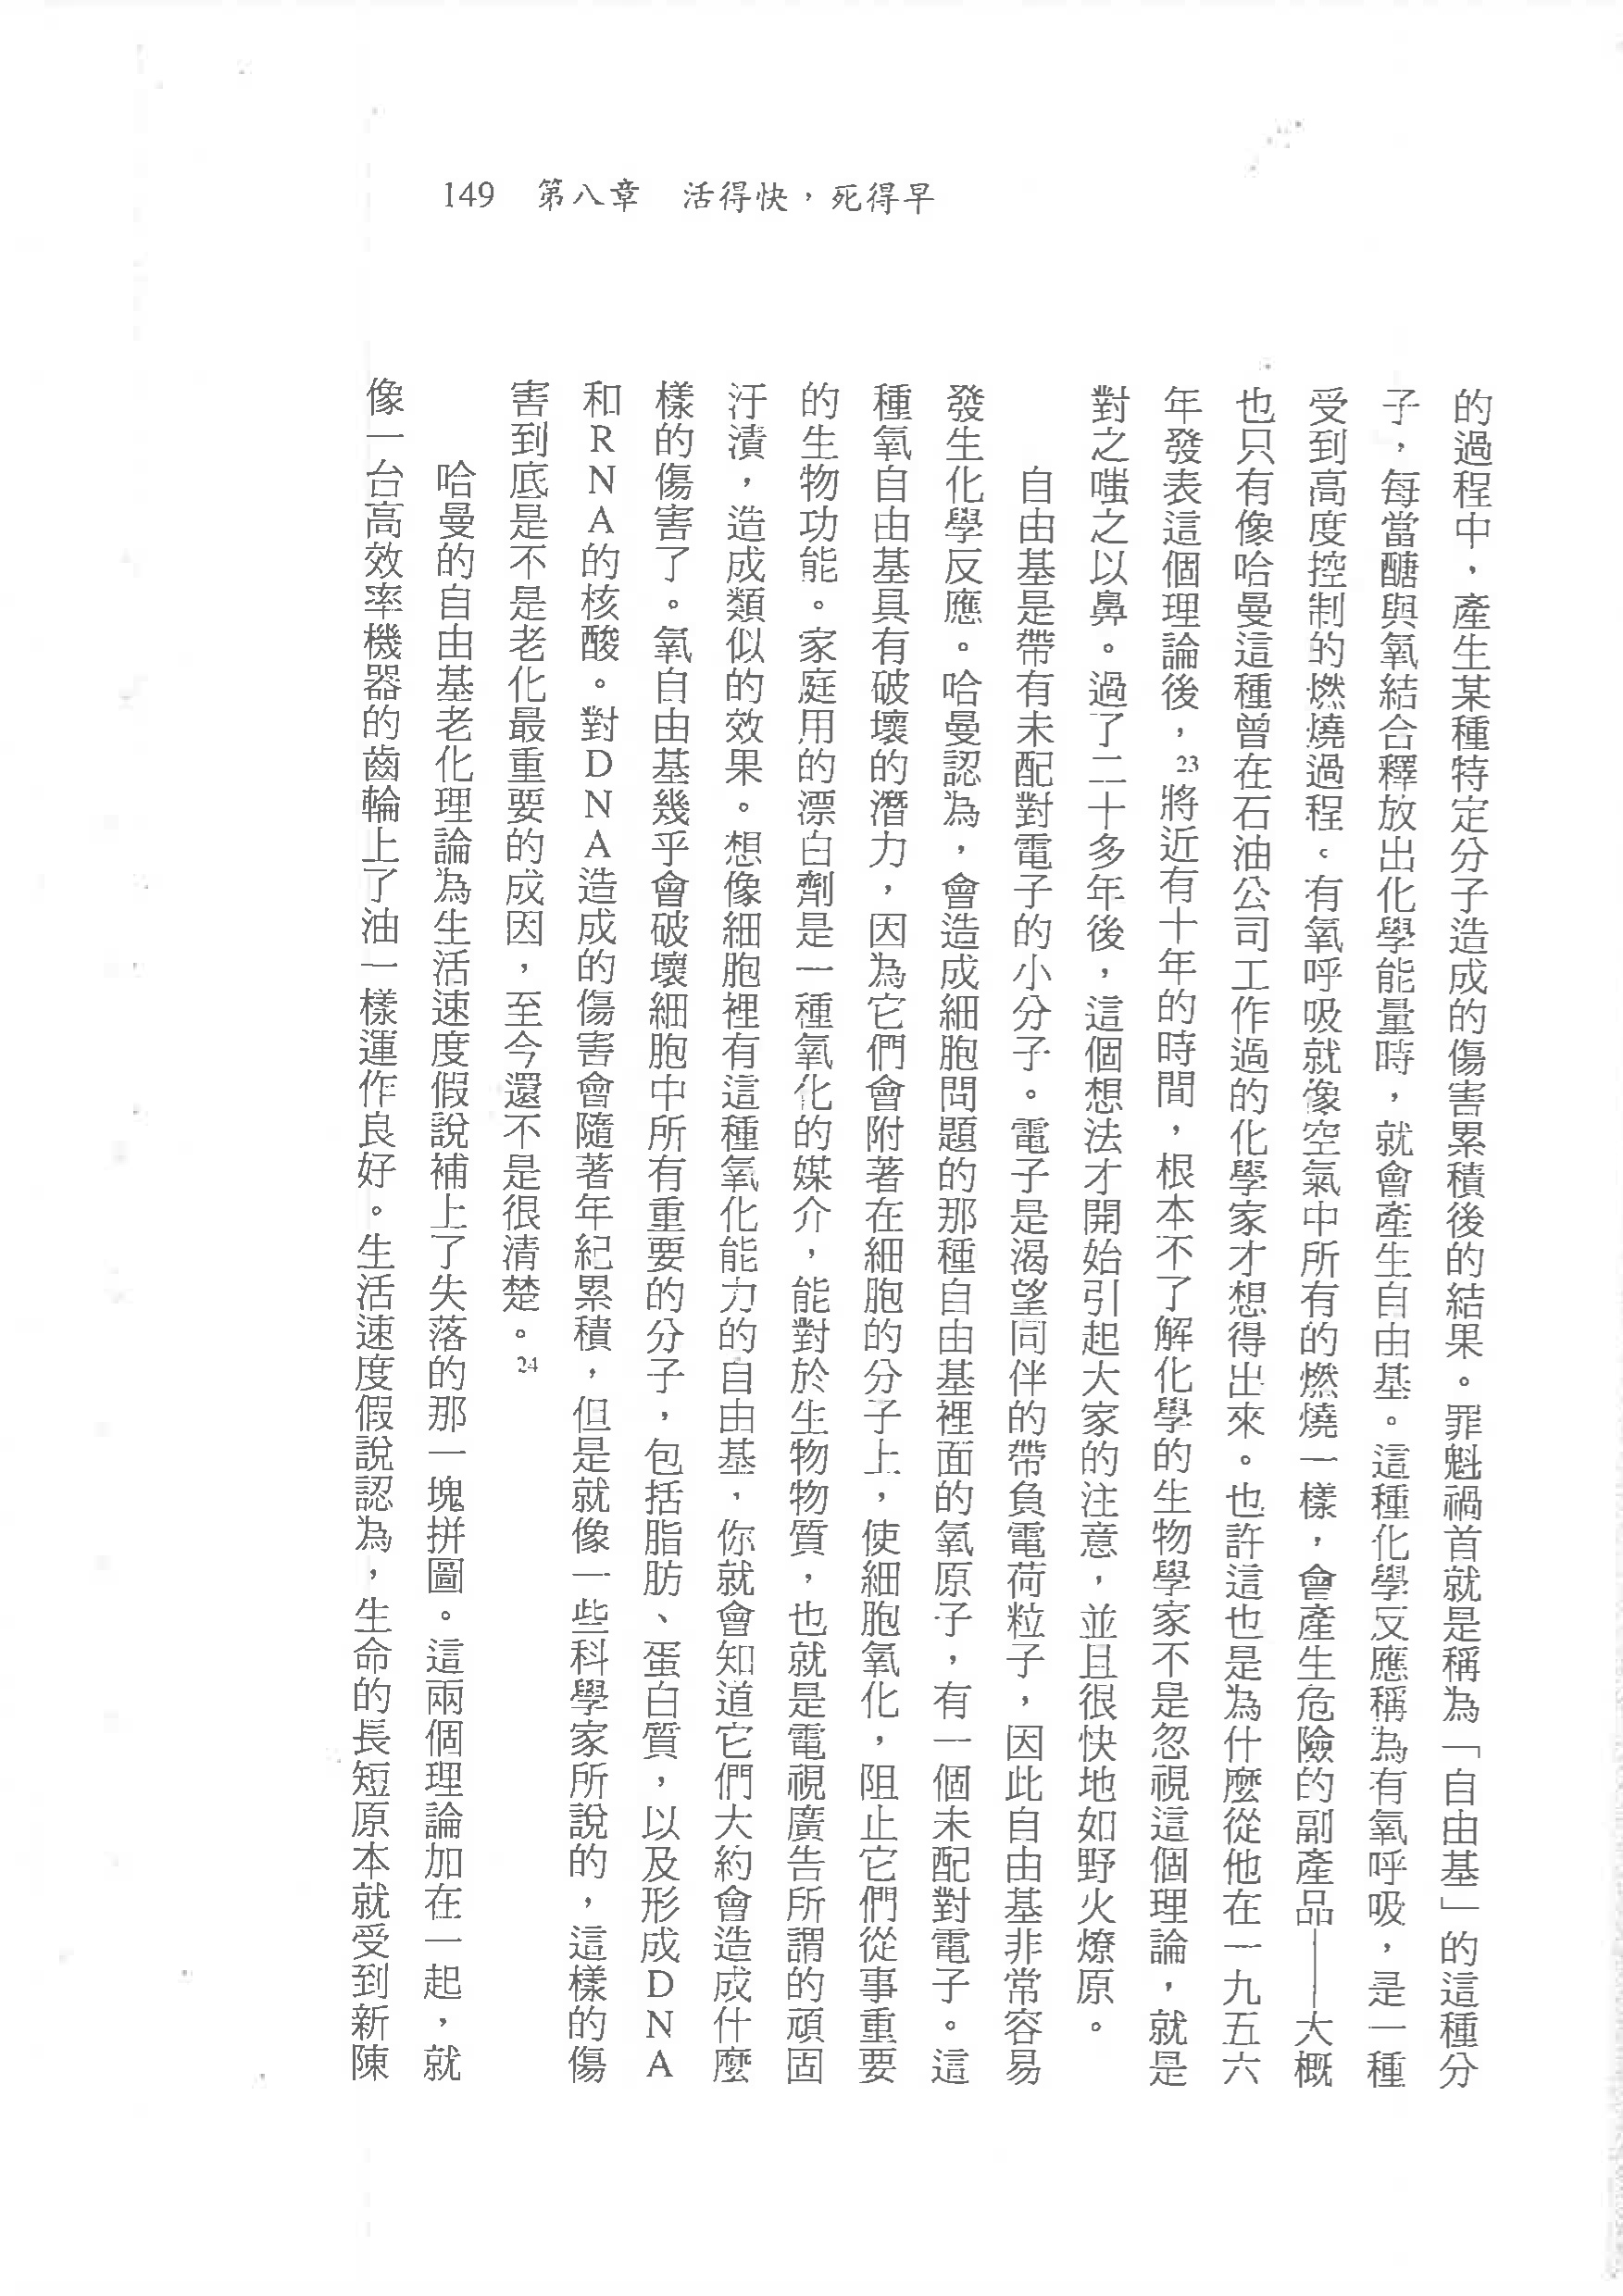 149　第八章　活得快，死得早
的過程中，產生某種特定分子造成的傷害累積後的結果。罪魁禍首就是稱為「自由基」的這種分
子，每當醣與氧結合釋放出化學能量時，就會產生自由基。這種化學反應稱為有氧呼吸，是一種
受到高度控制的燃燒過程。有氧呼吸就像空氣中所有的燃燒一樣，會產生危險的副產品——大概
也只有像哈曼這種曾在石油公司工作過的化學家才想得出來。也許這也是為什麼從他在一九五六
年發表這個理論後，23將近有十年的時間，根本不了解化學的生物學家不是忽視這個理論，就是
對之嗤之以鼻。過了二十多年後，這個想法才開始引起大家的注意，並且很快地如野火燎原。
自由基是帶有未配對電子的小分子。電子是渴望同伴的帶負電荷粒子，因此自由基非常容易
發生化學反應。哈曼認為，會造成細胞問題的那種自由基裡面的氧原子，有一個未配對電子。這
種氧自由基具有破壞的潛力，因為它們會附著在細胞的分子上，使細胞氧化，阻止它們從事重要
的生物功能。家庭用的漂白劑是一種氧化的媒介，能對於生物物質，也就是電視廣告所謂的頑固
汙漬，造成類似的效果。想像細胞裡有這種氧化能力的自由基，你就會知道它們大約會造成什麼
樣的傷害了。氧自由基幾乎會破壞細胞中所有重要的分子，包括脂肪、蛋白質，以及形成DNA
和RNA的核酸。對DNA造成的傷害會隨著年紀累積，但是就像一些科學家所說的，這樣的傷
害到底是不是老化最重要的成因，至今還不是很清楚。24
哈曼的自由基老化理論為生活速度假說補上了失落的那一塊拼圖。這兩個理論加在一起，就
像一台高效率機器的齒輪上了油一樣運作良好。生活速度假說認為，生命的長短原本就受到新陳